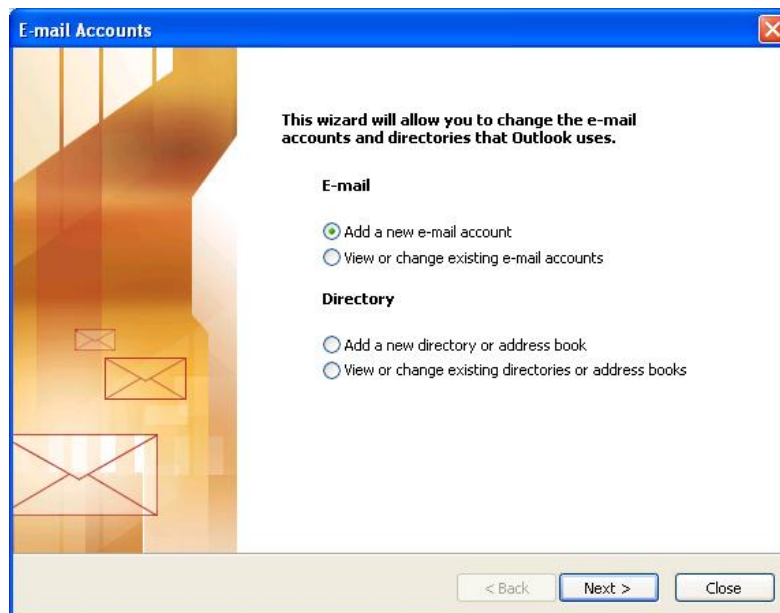 E-mail Accounts
This wizard will allow you to change the e-mail
accounts and directories that Outlook uses.
E-mail
Add a new e-mail account
View or change existing e-mail accounts
Directory
Add a new directory or address book
View or change existing directories or address books
< Back
Next >
Close